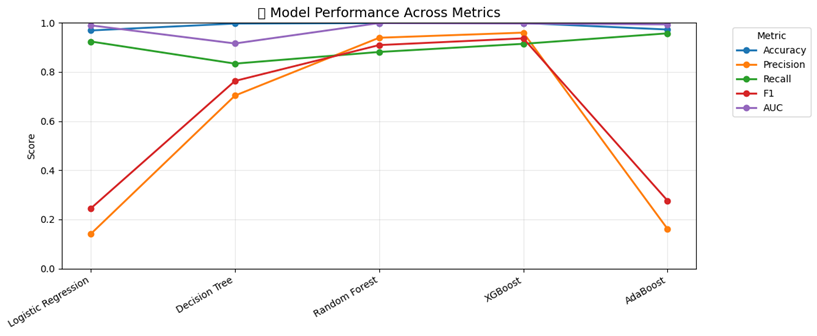 Model Performance Across Metrics
Metric
Accuracy
Precision
Recall
F1
AUC
Score
1.0
0.8
0.6
0.4
0.2
0.0
Logistic Regression
Decision Tree
Random Forest
XGBoost
AdaBoost